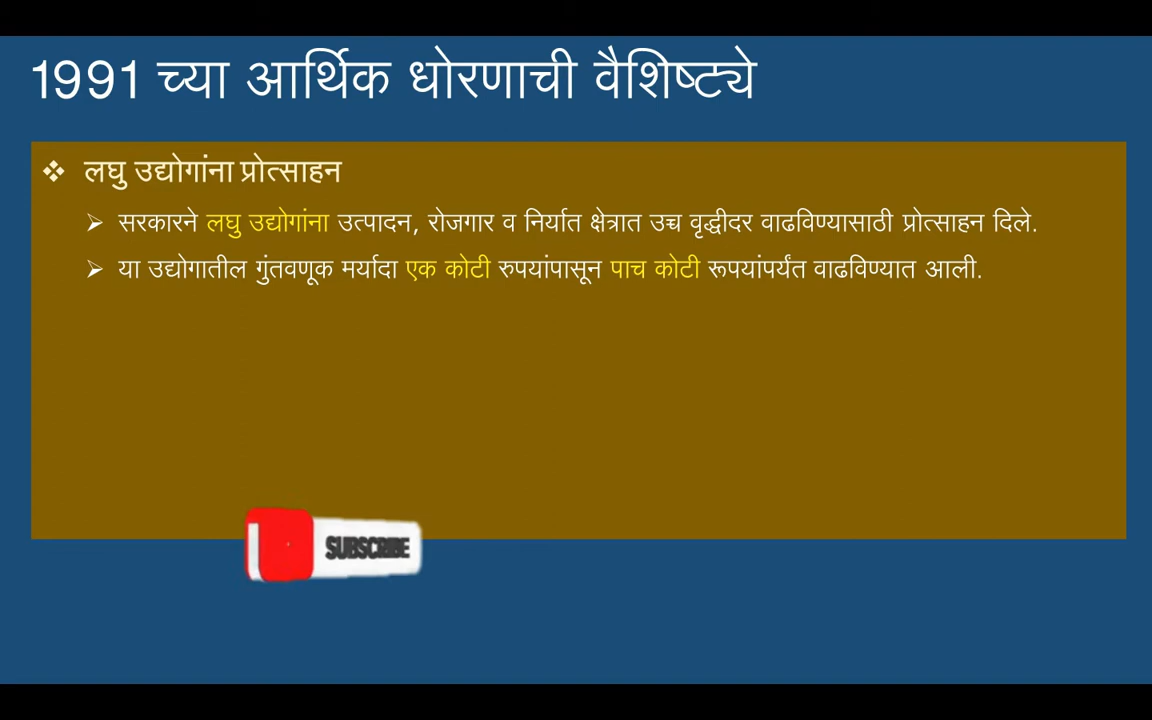 1991 च्या आर्थिक धोरणाची वैशिष्ट्ये
❖ लघु उद्योगांना प्रोत्साहन
➢ सरकारने लघु उद्योगांना उत्पादन, रोजगार व निर्यात क्षेत्रात उच्च वृद्धीदर वाढविण्यासाठी प्रोत्साहन दिले.
➢ या उद्योगातील गुंतवणूक मर्यादा एक कोटी रुपयांपासून पाच कोटी रूपयांपर्यंत वाढविण्यात आली.
SUBSCRIBE